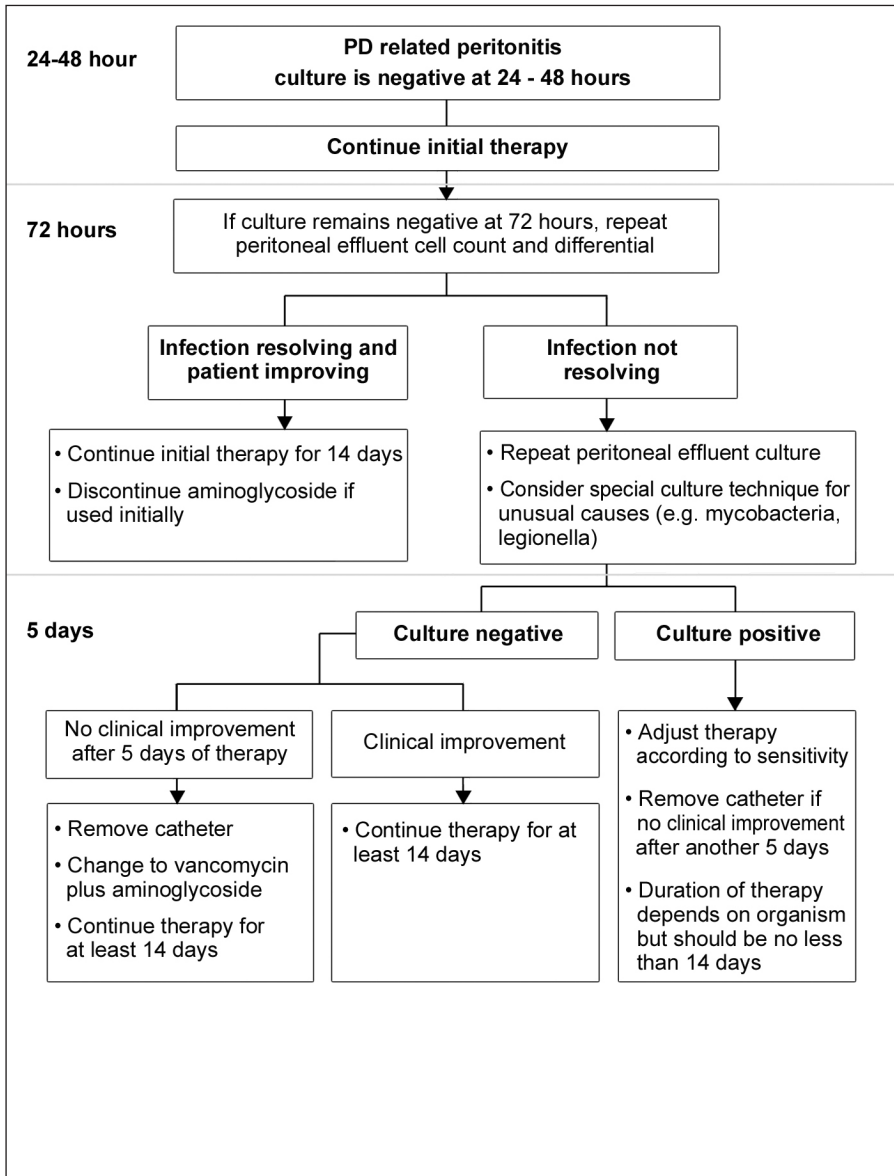 24-48 hour
PD related peritonitis
culture is negative at 24 - 48 hours
Continue initial therapy
72 hours
If culture remains negative at 72 hours, repeat
peritoneal effluent cell count and differential
Infection resolving and
patient improving
Infection not
resolving
• Continue initial therapy for 14 days
• Discontinue aminoglycoside if
used initially
• Repeat peritoneal effluent culture
• Consider special culture technique for
unusual causes (e.g. mycobacteria,
legionella)
5 days
Culture negative
Culture positive
No clinical improvement
after 5 days of therapy
Clinical improvement
• Remove catheter
• Change to vancomycin
plus aminoglycoside
• Continue therapy for
at least 14 days
• Continue therapy for at
least 14 days
• Adjust therapy
according to sensitivity
• Remove catheter if
no clinical improvement
after another 5 days
• Duration of therapy
depends on organism
but should be no less
than 14 days